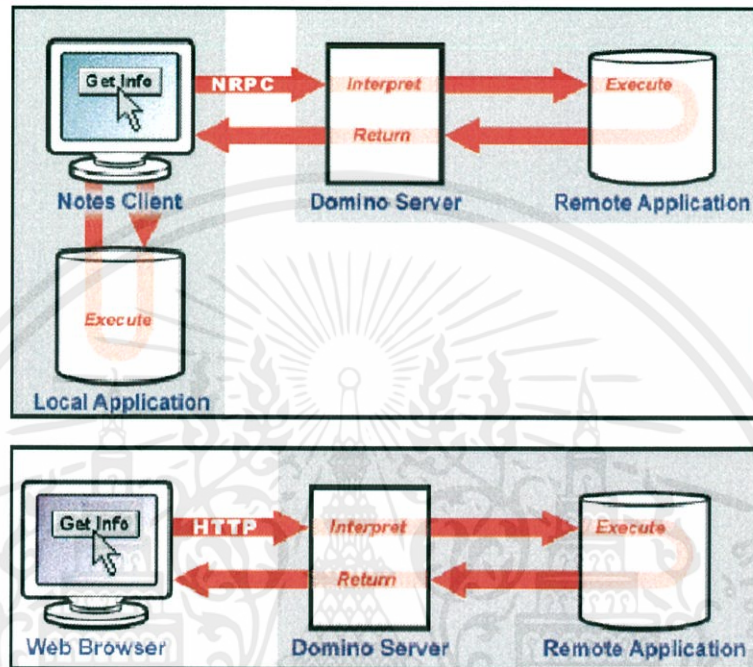 Get Info
NRPC
Interpret
Execute
Return
Notes Client
Domino Server
Remote Application
Execute
Local Application
Get Info
HTTP
Interpret
Execute
Return
Web Browser
Domino Server
Remote Application